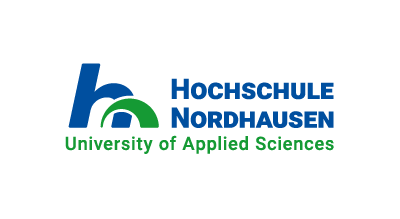 HOCHSCHULE
NORDHAUSEN
University of Applied Sciences